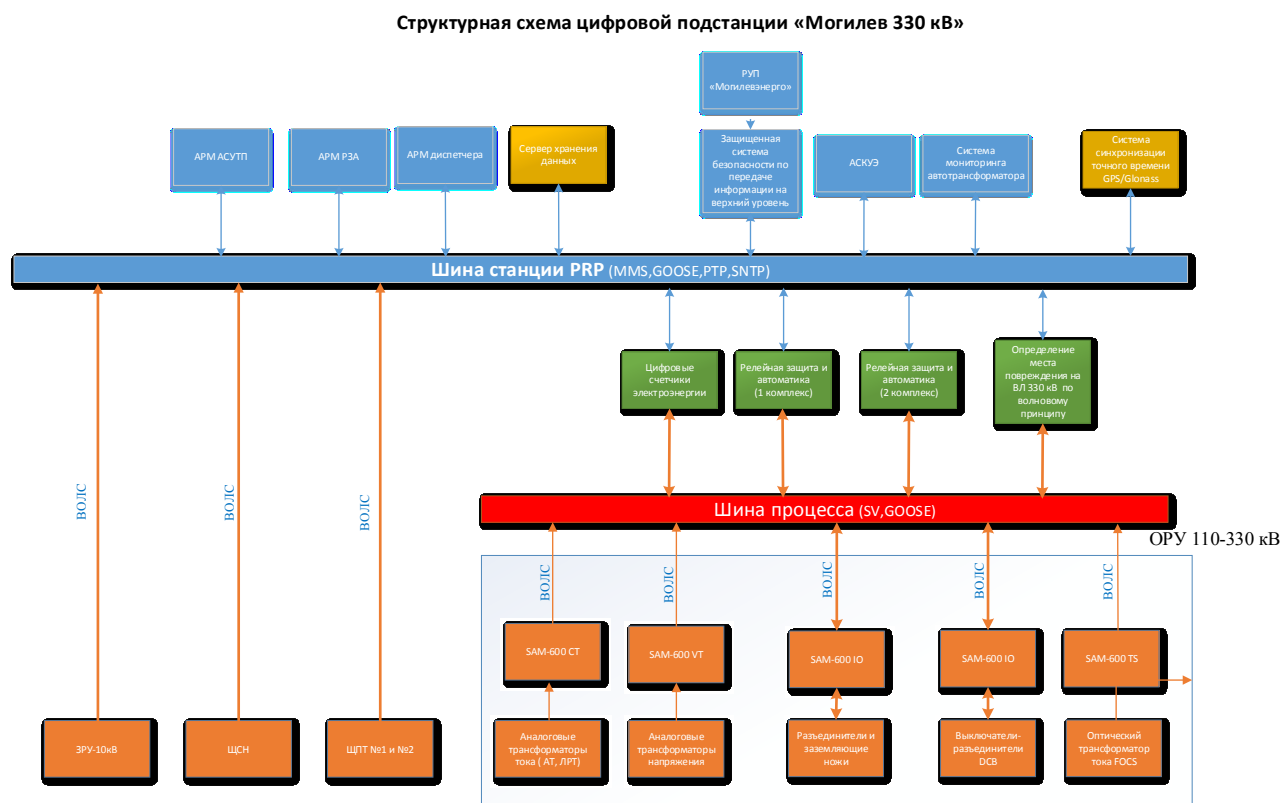 Структурная схема цифровой подстанции «Могилев 330 кВ»
РУП
«Могилевэнерго»
АРМ АСУТП
АРМ РЗА
АРМ диспетчера
Сервер хранения
данных
Защищенная
система
безопасности по
передаче
информации на
верхний уровень
АСКУЭ
Система
мониторинга
автотрансформатора
Система
синхронизации
точного времени
GPS/Glonass
Шина станции PRP (MMS,GOOSE,PTP,SNTP)
Цифровые
счетчики
электроэнергии
Релейная защита и
автоматика
(1 комплекс)
Релейная защита и
автоматика
(2 комплекс)
Определение
места
повреждения на
ВЛ 330 кВ по
волновому
принципу
ВОЛС
ВОЛС
ВОЛС
Шина процесса (SV,GOOSE)
ОРУ 110-330 кВ
ВОЛС
ВОЛС
ВОЛС
ВОЛС
ВОЛС
SAM-600 CT
SAM-600 VT
SAM-600 IO
SAM-600 IO
SAM-600 TS
ЗРУ-10кВ
ЩСН
ЩПТ №1 и №2
Аналоговые
трансформаторы
тока ( АТ, ЛРТ)
Аналоговые
трансформаторы
напряжения
Разъединители и
заземляющие
ножи
Выключатели-
разъединители
DCB
Оптический
трансформатор
тока FOCS